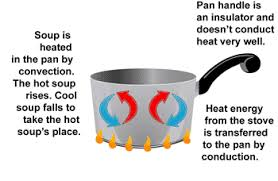 Pan handle is
an insulator and
doesn't conduct
heat very well.
Soup is
heated
in the pan by
convection.
The hot soup
rises. Cool
soup falls to
take the hot
soup's place.
Heat energy
from the stove
is transferred
to the pan by
conduction.